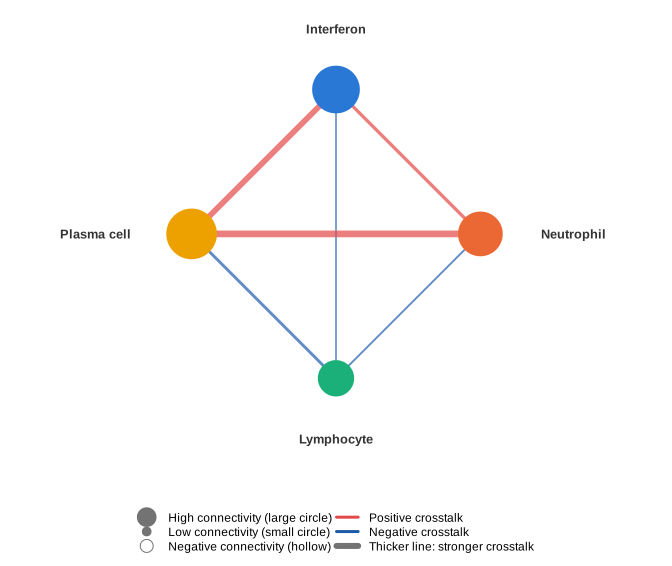 Interferon
Plasma cell
Neutrophil
Lymphocyte
High connectivity (large circle) Positive crosstalk
Low connectivity (small circle) Negative crosstalk
Negative connectivity (hollow) Thicker line: stronger crosstalk